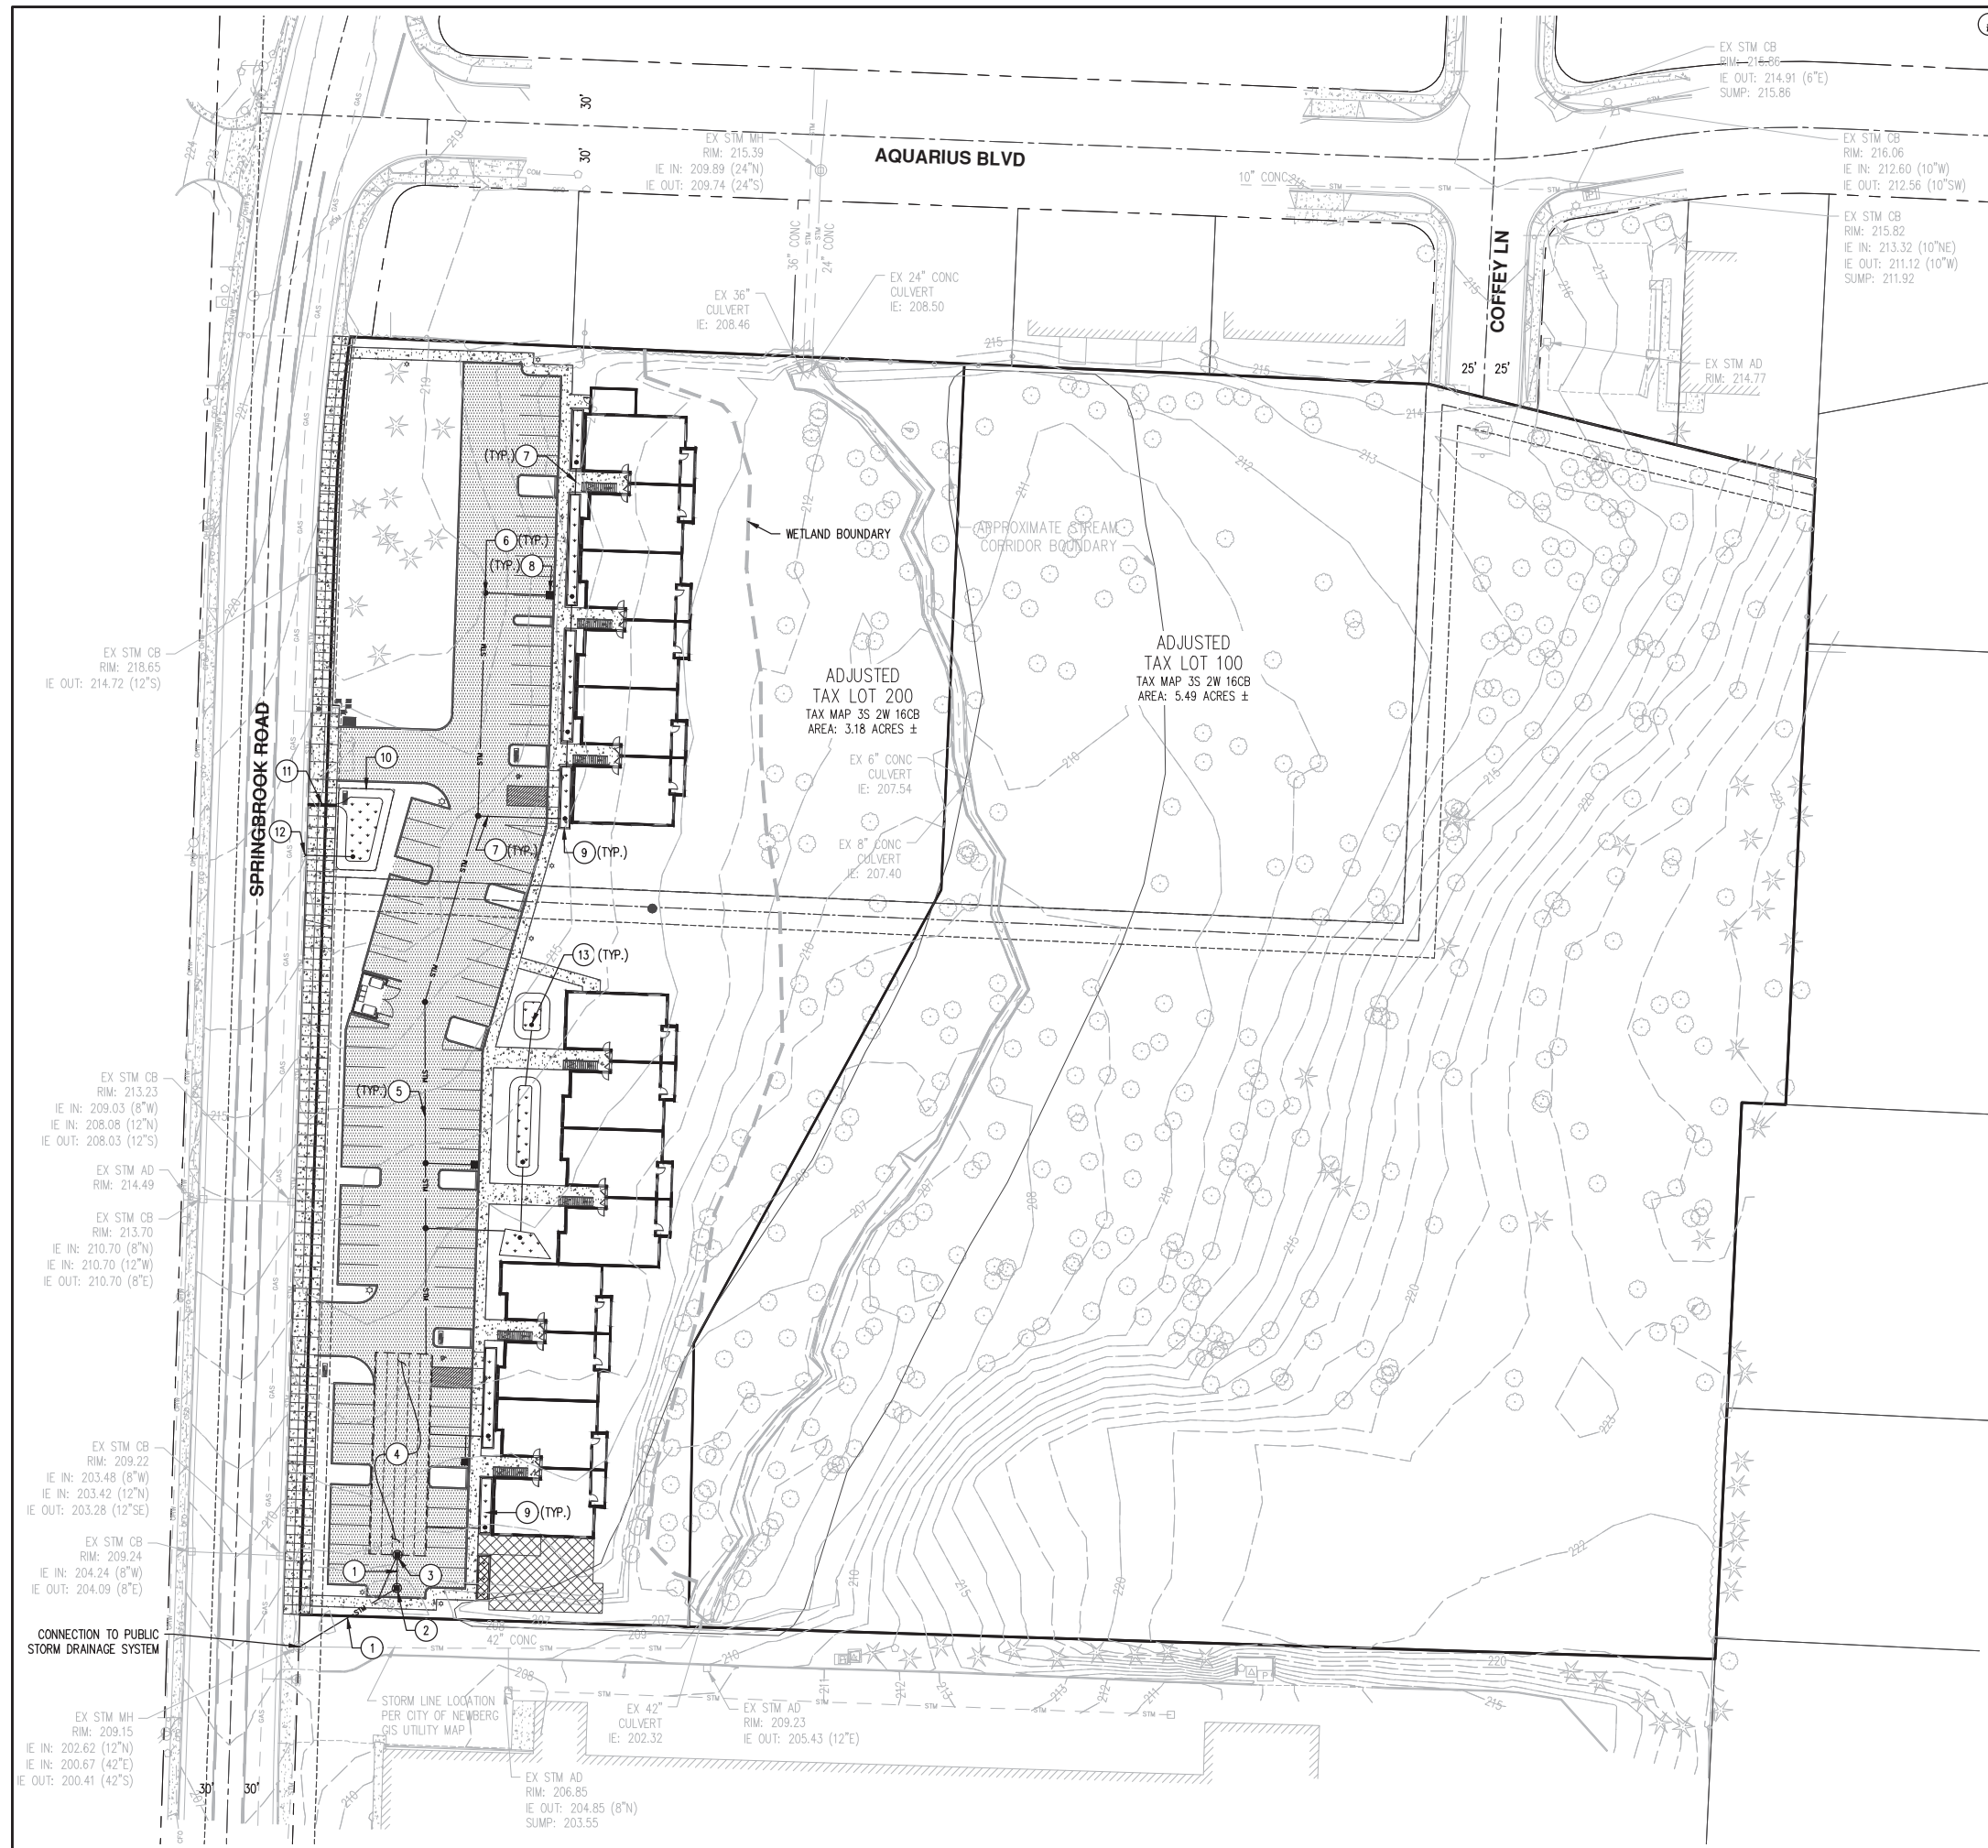 EX STM CB
RIM: 215.86
IE OUT: 214.91 (6"E)
SUMP: 215.86
30'
30'
EX STM MH
RIM: 215.39
IE IN: 209.89 (24"N)
IE OUT: 209.74 (24"S)
AQUARIUS BLVD
EX STM CB
RIM: 216.06
IE IN: 212.60 (10"W)
IE OUT: 212.56 (10"SW)
10" CONC
EX STM CB
RIM: 215.82
IE IN: 213.32 (10"NE)
IE OUT: 211.12 (10"W)
SUMP: 211.92
36" CONC
24" CONC
COFFEY LN
EX 24" CONC
CULVERT
IE: 208.50
EX 36"
CULVERT
IE: 208.46
25' 25'
EX STM AD
RIM: 214.77
(TYP.) 7
WETLAND BOUNDARY
APPROXIMATE STREAM
CORRIDOR BOUNDARY
6 (TYP.)
(TYP.) 8
EX STM CB
RIM: 218.65
IE OUT: 214.72 (12"S)
ADJUSTED
TAX LOT 200
TAX MAP 3S 2W 16CB
AREA: 3.18 ACRES ±
ADJUSTED
TAX LOT 100
TAX MAP 3S 2W 16CB
AREA: 5.49 ACRES ±
SPRINGBROOK ROAD
10
11
12
EX 6" CONC
CULVERT
IE: 207.54
7 (TYP.)
9 (TYP.)
EX 8" CONC
CULVERT
IE: 207.40
13 (TYP.)
(TYP.) 5
EX STM CB
RIM: 213.23
IE IN: 209.03 (8"W)
IE IN: 208.08 (12"N)
IE OUT: 208.03 (12"S)
EX STM AD
RIM: 214.49
EX STM CB
RIM: 213.70
IE IN: 210.70 (8"N)
IE IN: 210.70 (12"W)
IE OUT: 210.70 (8"E)
EX STM CB
RIM: 209.22
IE IN: 203.48 (8"W)
IE IN: 203.42 (12"N)
IE OUT: 203.28 (12"SE)
4
9 (TYP.)
EX STM CB
RIM: 209.24
IE IN: 204.24 (8"W)
IE OUT: 204.09 (8"E)
1
3
2
1
CONNECTION TO PUBLIC
STORM DRAINAGE SYSTEM
42" CONC
STORM LINE LOCATION
PER CITY OF NEWBERG
GIS UTILITY MAP
EX 42"
CULVERT
IE: 202.32
EX STM AD
RIM: 209.23
IE OUT: 205.43 (12"E)
EX STM MH
RIM: 209.15
IE IN: 202.62 (12"N)
IE IN: 200.67 (42"E)
IE OUT: 200.41 (42"S)
30' 30'
EX STM AD
RIM: 206.85
IE OUT: 204.85 (8"N)
SUMP: 203.55